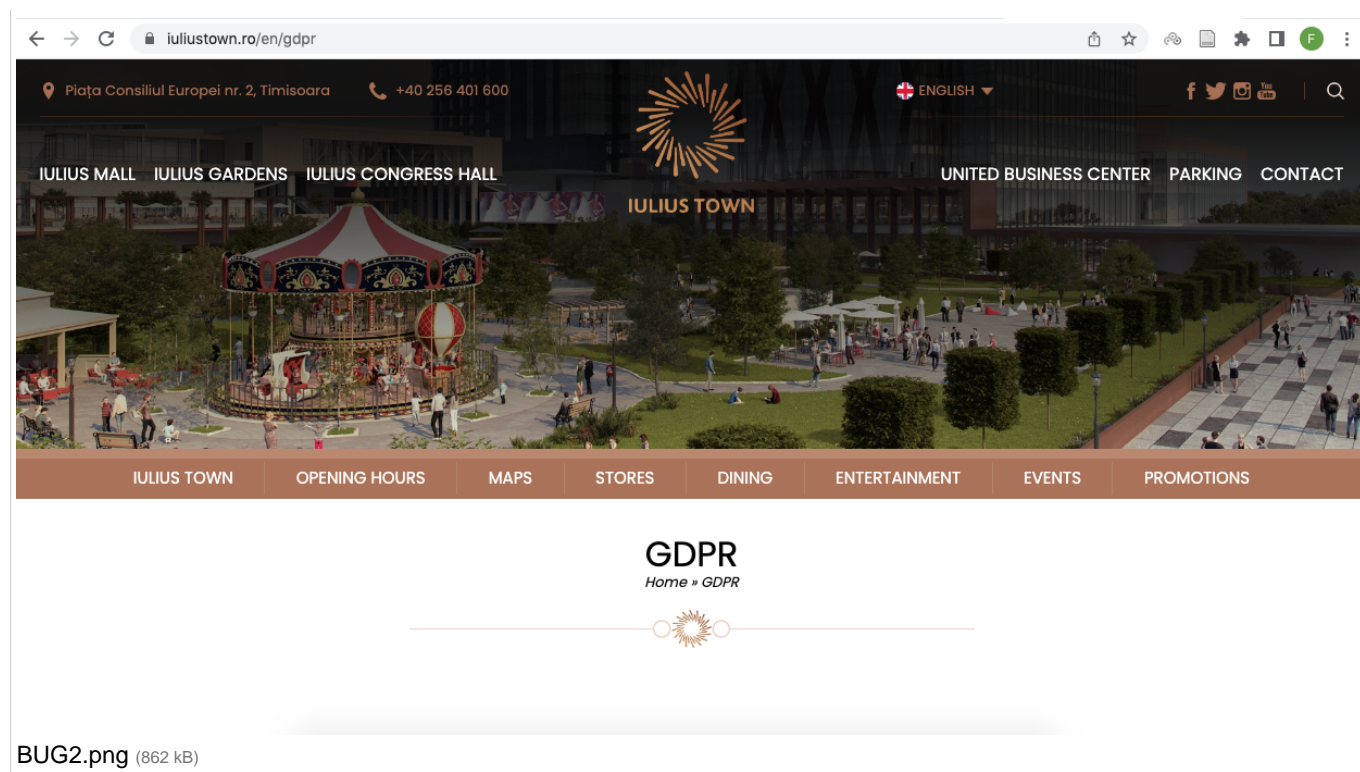 iuliustown.ro/en/gdpr
F
Piața Consiliul Europei nr. 2, Timisoara +40 256 401 600 ENGLISH
You Tube
IULIUS MALL IULIUS GARDENS IULIUS CONGRESS HALL UNITED BUSINESS CENTER PARKING CONTACT
IULIUS TOWN
IULIUS TOWN OPENING HOURS MAPS STORES DINING ENTERTAINMENT EVENTS PROMOTIONS
GDPR
Home » GDPR
BUG2.png (862 kB)